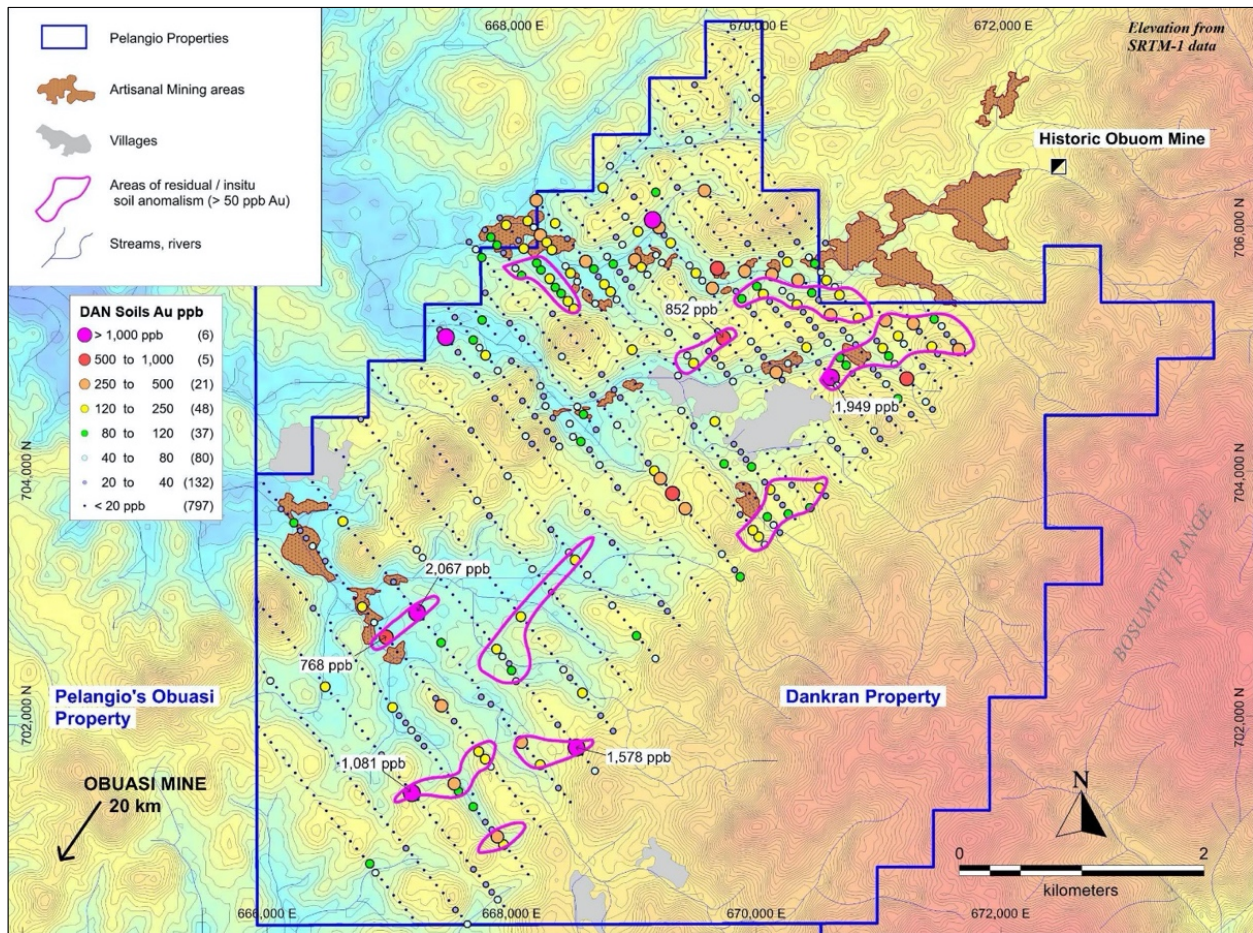 Pelangio Properties
Artisanal Mining areas
Villages
Areas of residual / insitu
soil anomalism (> 50 ppb Au)
Streams, rivers
DAN Soils Au ppb
> 1,000 ppb (6)
500 to 1,000 (5)
250 to 500 (21)
120 to 250 (48)
80 to 120 (37)
40 to 80 (80)
20 to 40 (132)
< 20 ppb (797)
668,000 E
670,000 E
672,000 E
Elevation from
SRTM-1 data
Historic Obuom Mine
706,000 N
852 ppb
1,949 ppb
704,000 N
704,000 N
2,067 ppb
768 ppb
BOSUMTWI RANGE
Pelangio's Obuasi
Property
Dankran Property
702,000 N
702,000 N
1,081 ppb
1,578 ppb
OBUASI MINE
20 km
N
0 2
kilometers
666,000 E
668,000 E
670,000 E
672,000 E